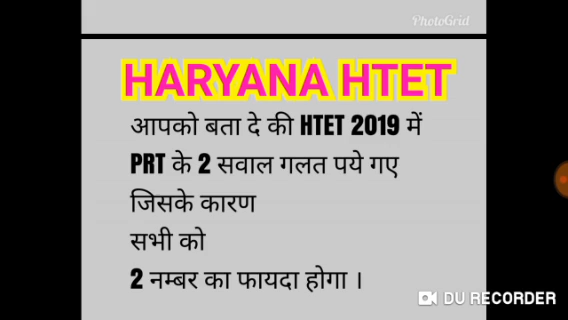 PhotoGrid
HARYANA HTET
आपको बता दे की HTET 2019 में
PRT के 2 सवाल गलत पये गए
जिसके कारण
सभी को
2 नम्बर का फायदा होगा ।
DU RECORDER